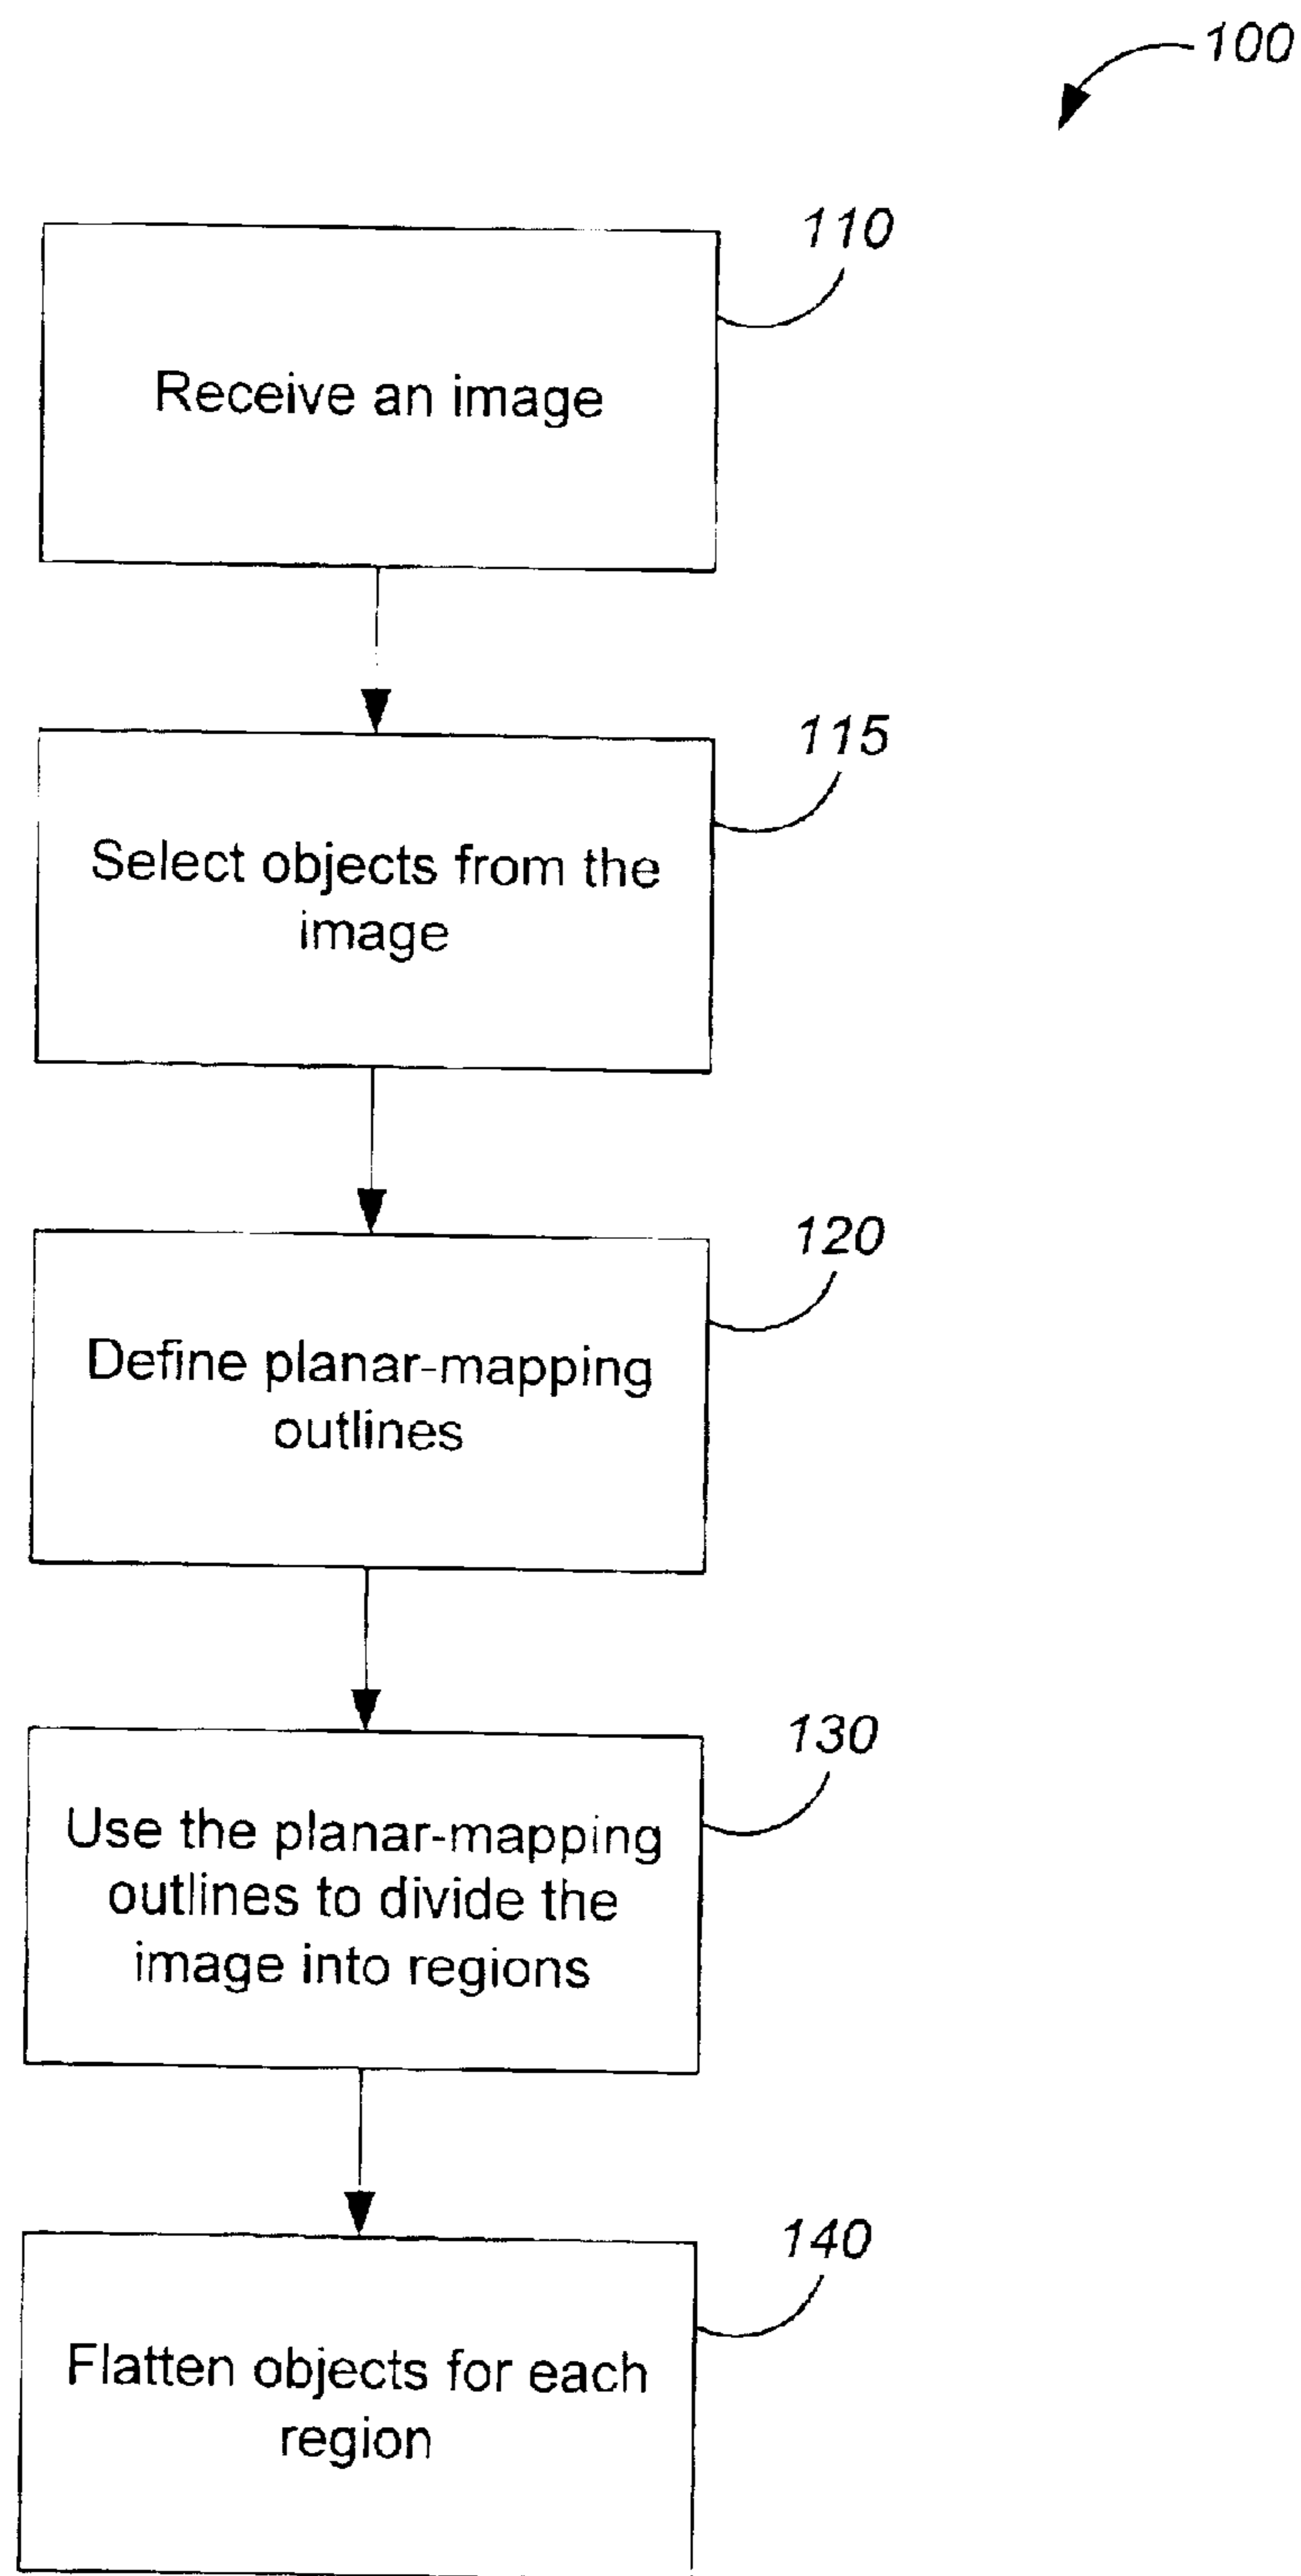 100
110
Receive an image
115
Select objects from the
image
120
Define planar-mapping
outlines
130
Use the planar-mapping
outlines to divide the
image into regions
140
Flatten objects for each
region